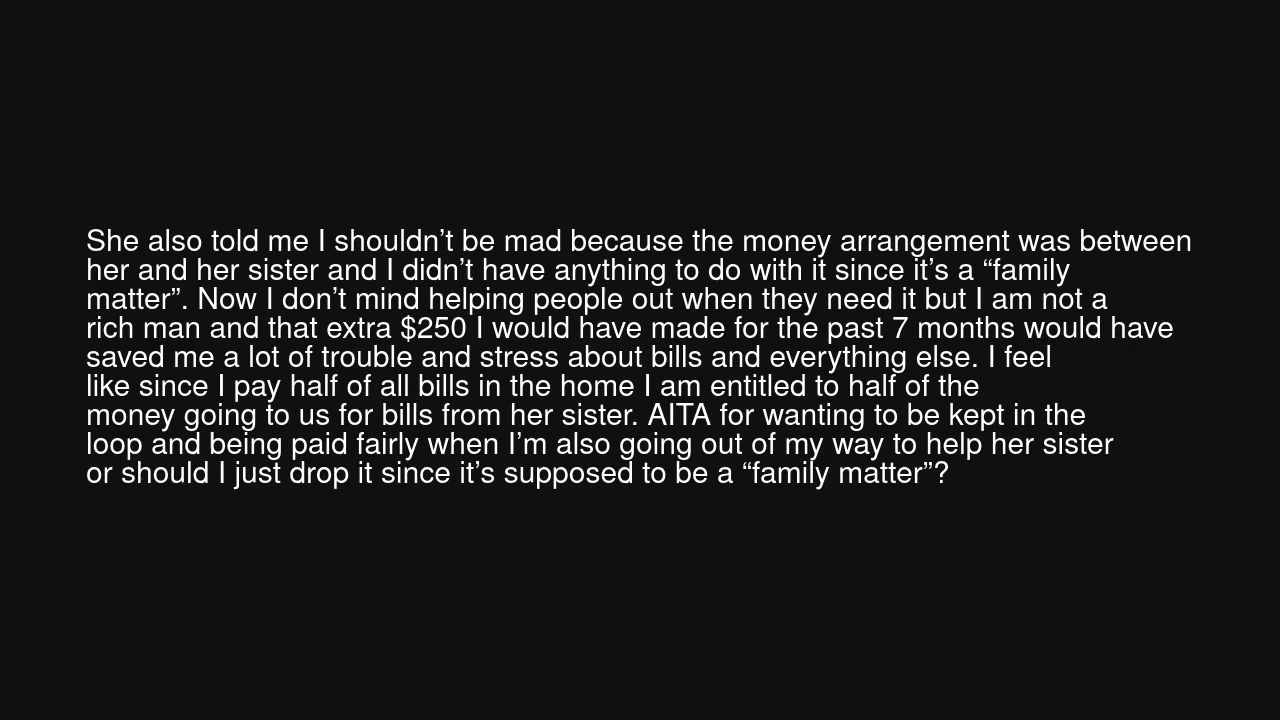 She also told me I shouldn’t be mad because the money arrangement was between
her and her sister and I didn’t have anything to do with it since it’s a “family
matter”. Now I don’t mind helping people out when they need it but I am not a
rich man and that extra $250 I would have made for the past 7 months would have
saved me a lot of trouble and stress about bills and everything else. I feel
like since I pay half of all bills in the home I am entitled to half of the
money going to us for bills from her sister. AITA for wanting to be kept in the
loop and being paid fairly when I’m also going out of my way to help her sister
or should I just drop it since it’s supposed to be a “family matter”?